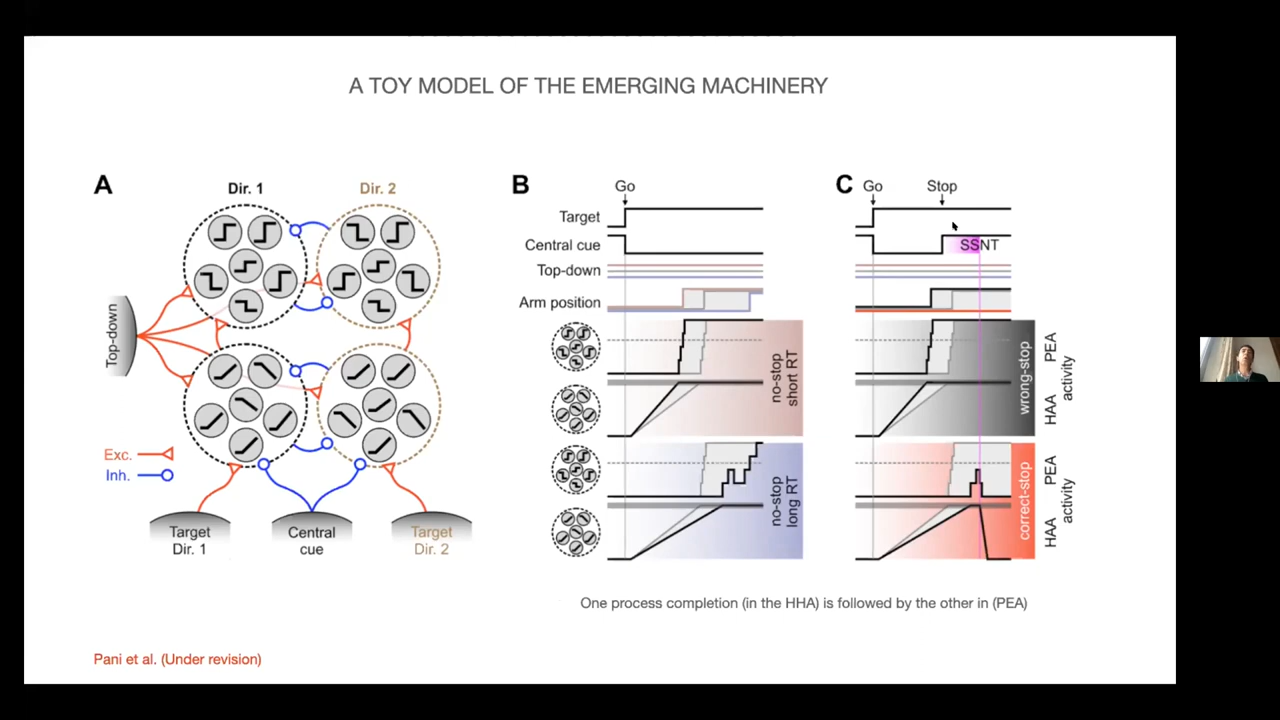 A TOY MODEL OF THE EMERGING MACHINERY
A
Dir. 1
Dir. 2
Top-down
Exc.
Inh.
Target
Dir. 1
Central
cue
Target
Dir. 2
B
Go
Target
Central cue
Top-down
Arm position
no-stop
short RT
no-stop
long RT
C
Go
Stop
SSNT
wrong-stop
HAA PEA
activity
correct-stop
HAA PEA
activity
One process completion (in the HHA) is followed by the other in (PEA)
Pani et al. (Under revision)